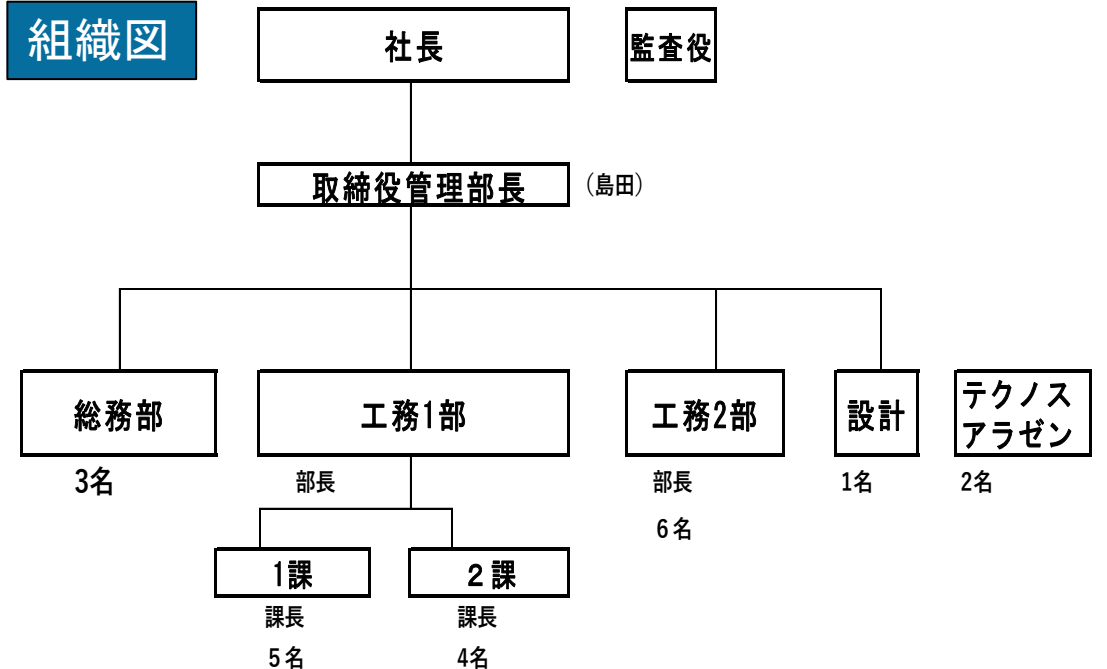 組織図
社長
監査役
取締役管理部長
(島田)
総務部
工務1部
工務2部
設計
テクノス
アラゼン
3名
部長
部長
1名
2名
６名
1課
２課
課長
課長
５名
4名